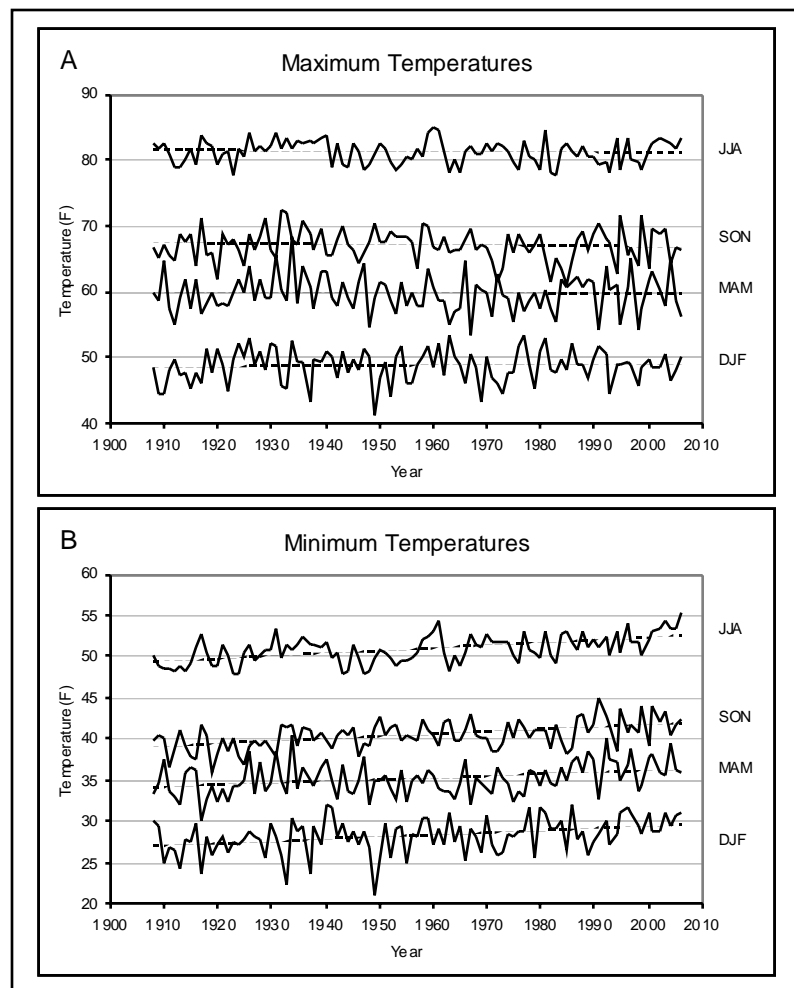 A
Maximum Temperatures
90
80
70
60
50
40
Temperature (F)
JJA
SON
MAM
DJF
1900 1910 1920 1930 1940 1950 1960 1970 1980 1990 2000 2010
Year
B
Minimum Temperatures
60
55
50
45
40
35
30
25
20
Temperature (F)
JJA
SON
MAM
DJF
1900 1910 1920 1930 1940 1950 1960 1970 1980 1990 2000 2010
Year